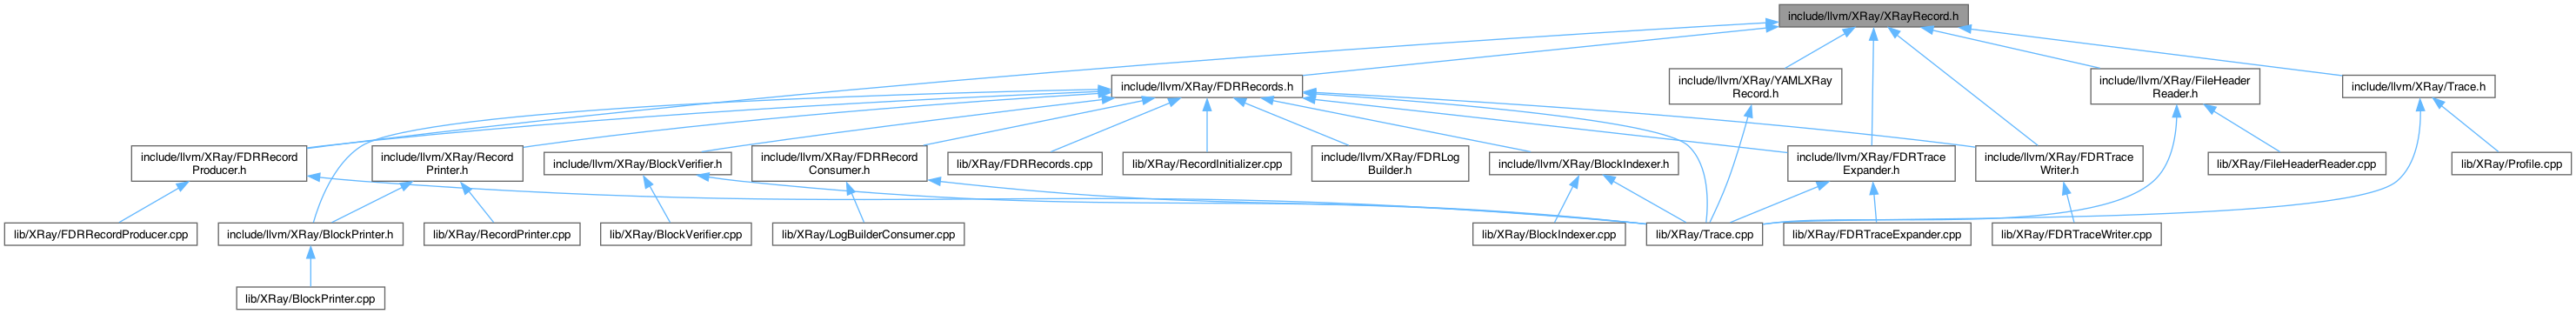 include/llvm/XRay/XRayRecord.h
include/llvm/XRay/FDRRecords.h
include/llvm/XRay/YAMLXRay
Record.h
include/llvm/XRay/FileHeader
Reader.h
include/llvm/XRay/Trace.h
include/llvm/XRay/FDRRecord
Producer.h
include/llvm/XRay/Record
Printer.h
include/llvm/XRay/BlockVerifier.h
include/llvm/XRay/FDRRecord
Consumer.h
lib/XRay/FDRRecords.cpp
lib/XRay/RecordInitializer.cpp
include/llvm/XRay/FDRLog
Builder.h
include/llvm/XRay/BlockIndexer.h
include/llvm/XRay/FDRTrace
Expander.h
include/llvm/XRay/FDRTrace
Writer.h
lib/XRay/FileHeaderReader.cpp
lib/XRay/Profile.cpp
lib/XRay/FDRRecordProducer.cpp
include/llvm/XRay/BlockPrinter.h
lib/XRay/RecordPrinter.cpp
lib/XRay/BlockVerifier.cpp
lib/XRay/LogBuilderConsumer.cpp
lib/XRay/BlockIndexer.cpp
lib/XRay/Trace.cpp
lib/XRay/FDRTraceExpander.cpp
lib/XRay/FDRTraceWriter.cpp
lib/XRay/BlockPrinter.cpp